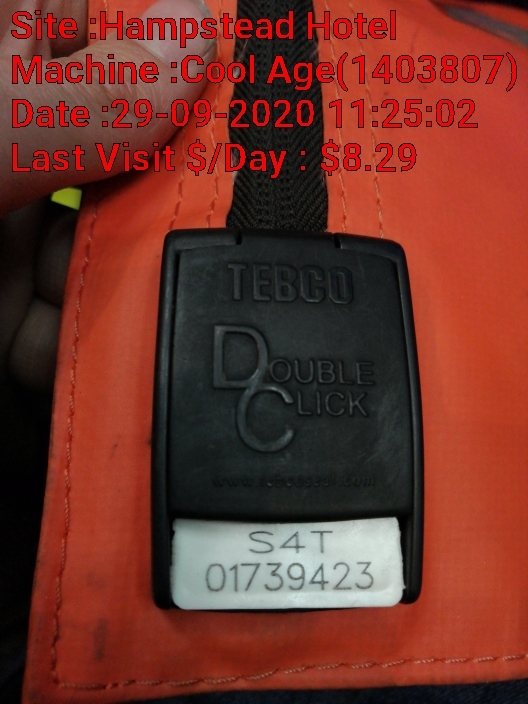 Site :Hampstead Hotel
Machine :Cool Age(1403807)
Date :29-09-2020 11:25:02
Last Visit $/Day : $8.29
TEBCO
DOUBLE
CLICK
S4T
01739423